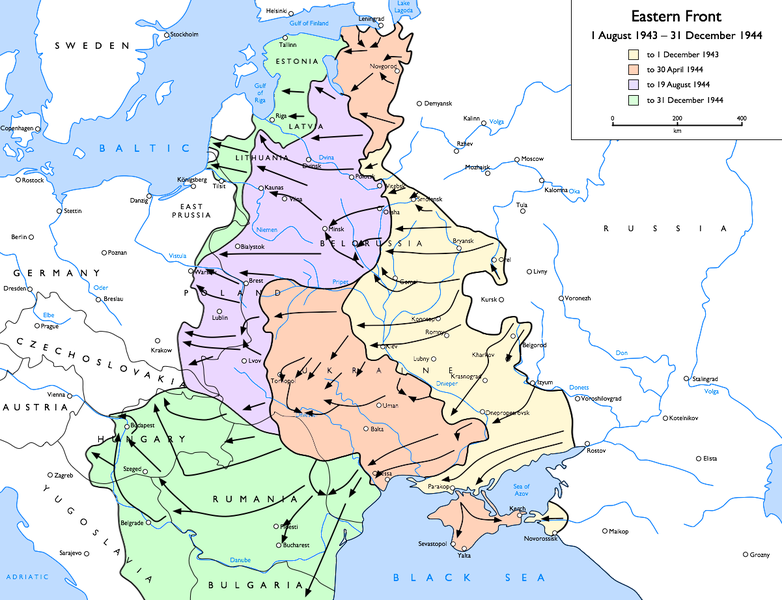 Eastern Front
1 August 1943 – 31 December 1944
to 1 December 1943
to 30 April 1944
to 19 August 1944
to 31 December 1944
0 200 400
km
Helsinki
Lake
Lagoda
Leningrad
Gulf of Finland
SWEDEN
Stockholm
Tallinn
ESTONIA
Novgorod
Gulf
of
Riga
Demyansk
Riga
Kalinin
Volga
LATVIA
Copenhagen
BALTIC
Rzhev
LITHUANIA
Dvina
Dvinsk
Moscow
Mozhaisk
Polotsk
Vitebsk
Kolomna
Oka
Rostock
Königsberg
Tilsit
Kaunas
Vilna
Smolensk
Danzig
Tula
Stettin
EAST
PRUSSIA
Orsha
RUSSIA
Berlin
Niemen
Minsk
BELORUSSIA
Bryansk
Poznan
Bialystok
Vistula
Orel
GERMANY
Warsaw
Livny
Brest
Pripet
Gomel
Dresden
Oder
POLAND
Breslau
Kursk
Voronezh
Elbe
Lublin
Konotop
Prague
Romny
Krakow
Kiev
Belgorod
CZECHOSLOVAKIA
Lvov
Lubny
Kharkov
Don
UKRAINE
Tarnopol
Krasnograd
Stalingrad
Dnieper
Izyum
Donets
Volga
Vienna
Voroshilovgrad
AUSTRIA
Uman
Dnepropetrovsk
Kotelnikov
Budapest
Balta
HUNGARY
Rostov
Elista
Szeged
Zagreb
Odessa
Sea of
Azov
RUMANIA
YUGOSLAVIA
Kerch
Belgrade
Ploesti
Maikop
Novorossisk
Bucharest
Sevastopol
Sarajevo
Yalta
Grozny
Danube
ADRIATIC
BULGARIA
BLACK SEA